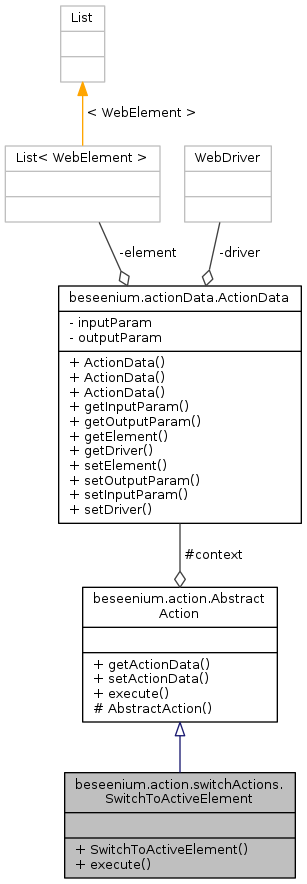 List
< WebElement >
List< WebElement >
WebDriver
-element
-driver
beseenium.actionData.ActionData
- inputParam
- outputParam
+ ActionData()
+ ActionData()
+ ActionData()
+ getInputParam()
+ getOutputParam()
+ getElement()
+ getDriver()
+ setElement()
+ setOutputParam()
+ setInputParam()
+ setDriver()
#context
beseenium.action.Abstract
Action
+ getActionData()
+ setActionData()
+ execute()
# AbstractAction()
beseenium.action.switchActions.
SwitchToActiveElement
+ SwitchToActiveElement()
+ execute()